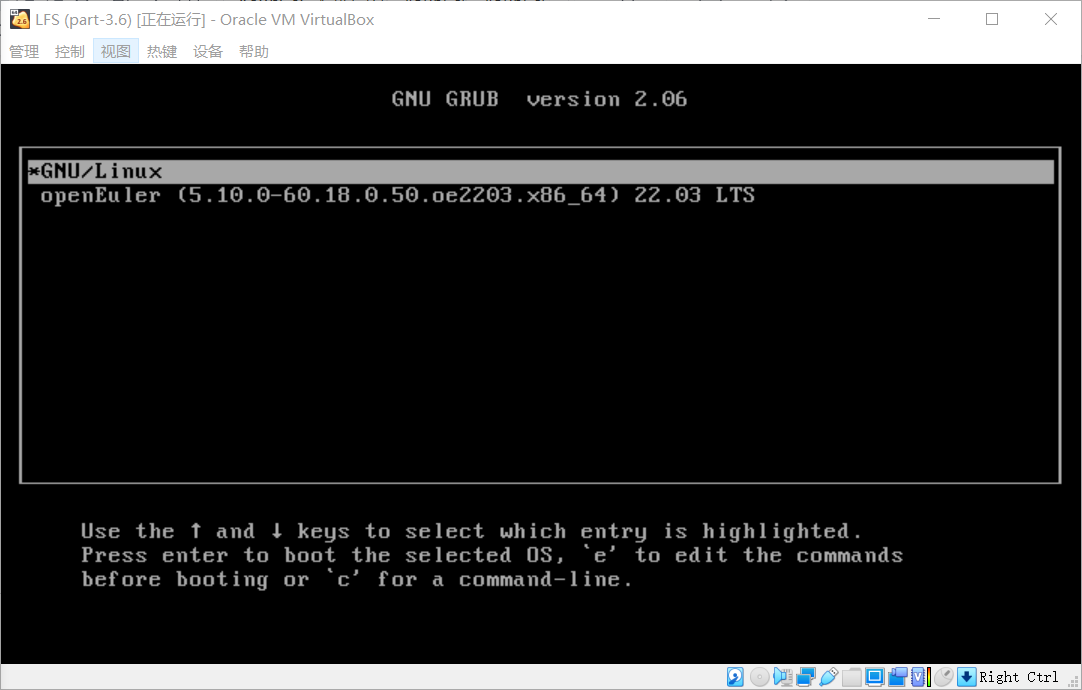 LFS (part-3.6) [正在运行] - Oracle VM VirtualBox
管理 控制 视图 热键 设备 帮助
GNU GRUB  version 2.06
*GNU/Linux
openEuler (5.10.0-60.18.0.50.oe2203.x86_64) 22.03 LTS
Use the ↑ and ↓ keys to select which entry is highlighted.
Press enter to boot the selected OS, `e' to edit the commands
before booting or `c' for a command-line.
Right Ctrl